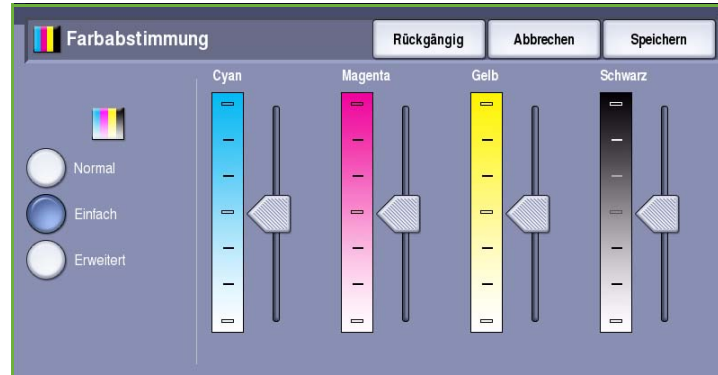 Farbabstimmung
Rückgängig
Abbrechen
Speichern
Cyan
Magenta
Gelb
Schwarz
Normal
Einfach
Erweitert